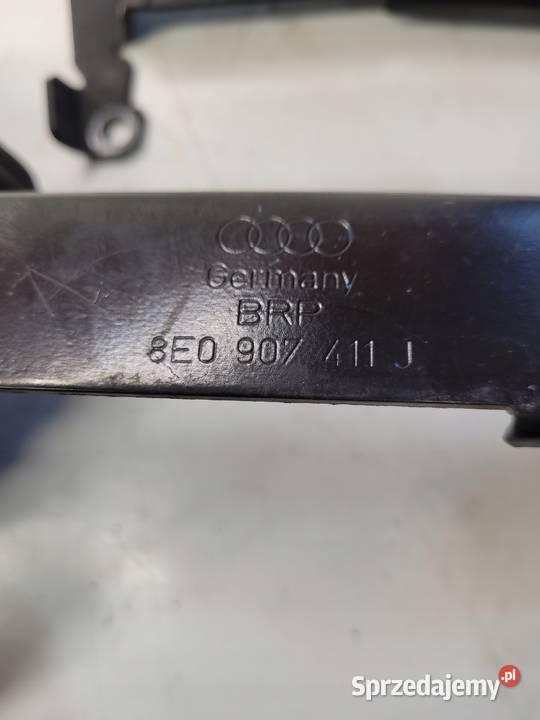 Germany
BRP
8E0 907 411 J
Sprzedajemy.pl